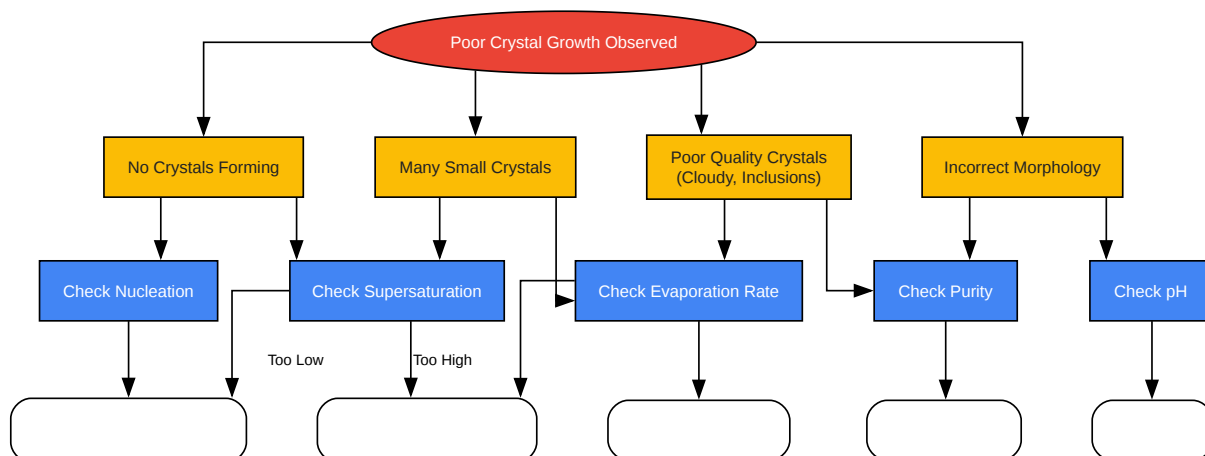 Poor Crystal Growth Observed
No Crystals Forming
Many Small Crystals
Poor Quality Crystals
(Cloudy, Inclusions)
Incorrect Morphology
Check Nucleation
Check Supersaturation
Check Evaporation Rate
Check Purity
Check pH
Too Low
Too High